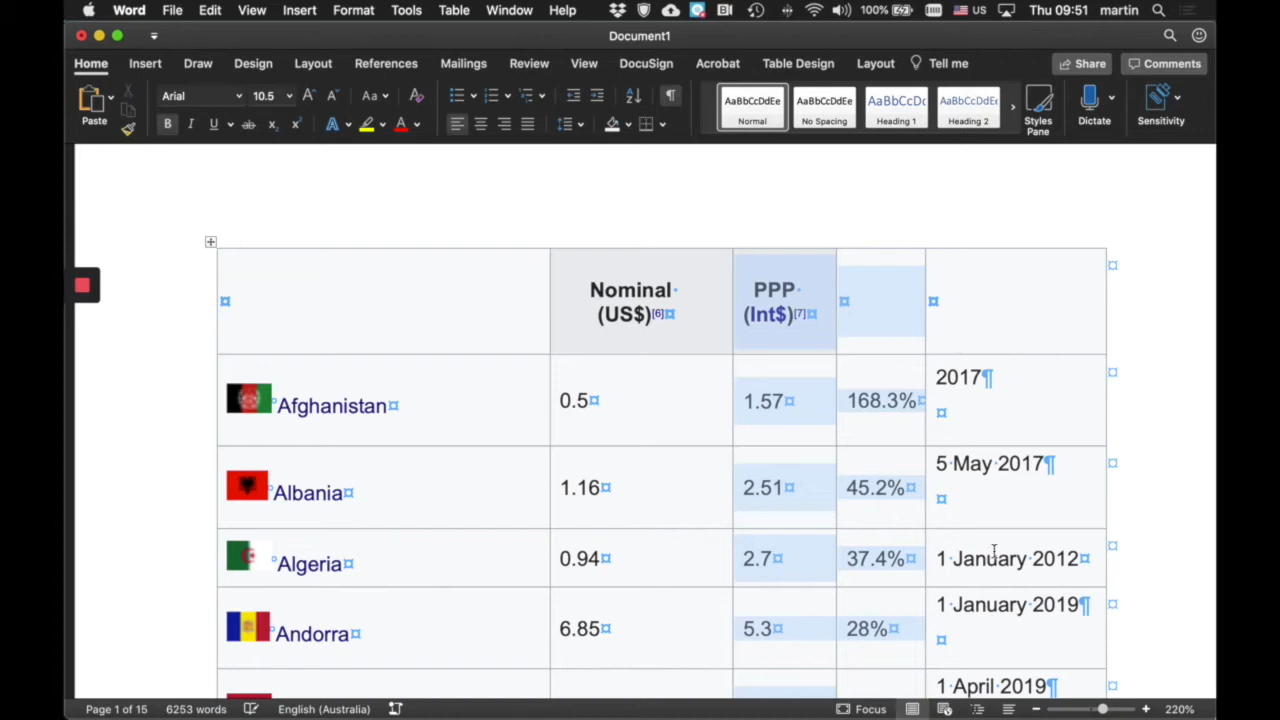 Word File Edit View Insert Format Tools Table Window Help 100% US Thu 09:51 martin
Document1
Home Insert Draw Design Layout References Mailings Review View DocuSign Acrobat Table Design Layout Tell me Share Comments
Paste Arial 10.5 Aa AaBbCcDdEe AaBbCcDdEe AaBbCcDc AaBbCcDdEe
B I U ab x₂ x² A A Normal No Spacing Heading 1 Heading 2 Styles Pane Dictate Sensitivity
Nominal (US$)[6] PPP (Int$)[7]
Afghanistan 0.5 1.57 168.3% 2017
Albania 1.16 2.51 45.2% 5 May 2017
Algeria 0.94 2.7 37.4% 1 January 2012
Andorra 6.85 5.3 28% 1 January 2019
1 April 2019
Page 1 of 15 6253 words English (Australia) Focus 220%